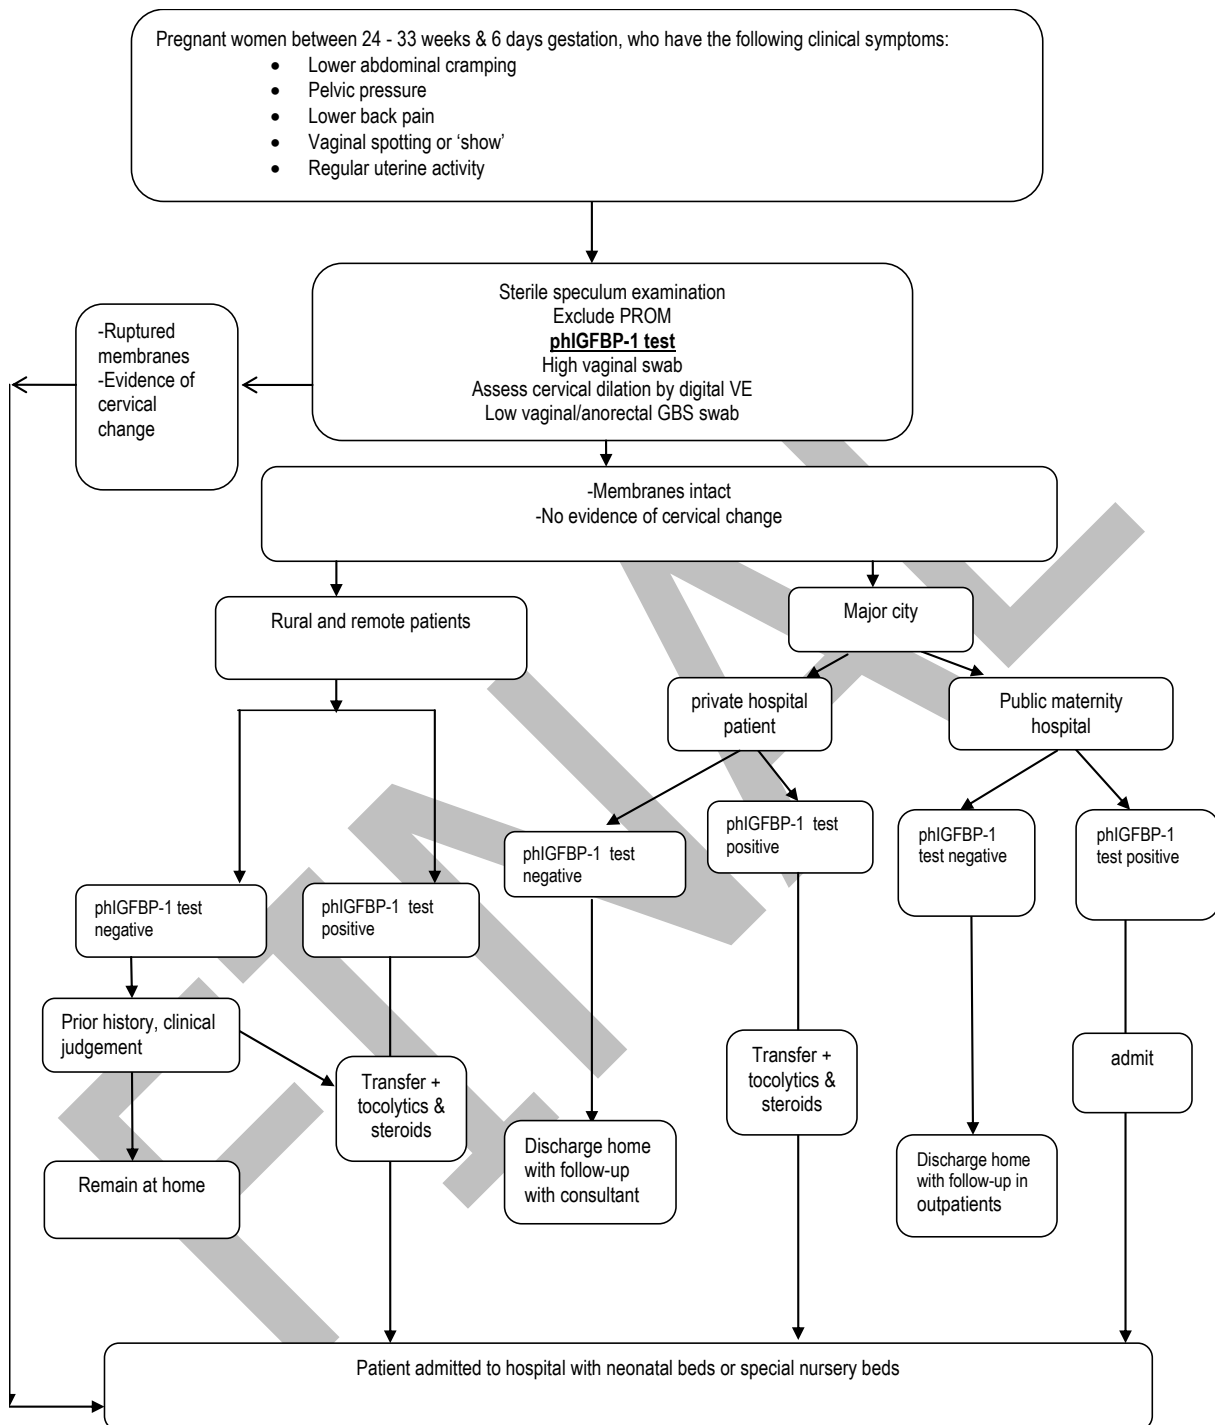 Pregnant women between 24 - 33 weeks & 6 days gestation, who have the following clinical symptoms:
• Lower abdominal cramping
• Pelvic pressure
• Lower back pain
• Vaginal spotting or ‘show’
• Regular uterine activity
Sterile speculum examination
Exclude PROM
phIGFBP-1 test
High vaginal swab
Assess cervical dilation by digital VE
Low vaginal/anorectal GBS swab
-Ruptured
membranes
-Evidence of
cervical
change
-Membranes intact
-No evidence of cervical change
Rural and remote patients
Major city
private hospital
patient
Public maternity
hospital
phIGFBP-1 test
negative
phIGFBP-1 test
positive
phIGFBP-1 test
negative
phIGFBP-1 test
positive
phIGFBP-1
test negative
phIGFBP-1
test positive
Prior history, clinical
judgement
Transfer +
tocolytics &
steroids
Transfer +
tocolytics &
steroids
admit
Remain at home
Discharge home
with follow-up
with consultant
Discharge home
with follow-up in
outpatients
Patient admitted to hospital with neonatal beds or special nursery beds
FINAL